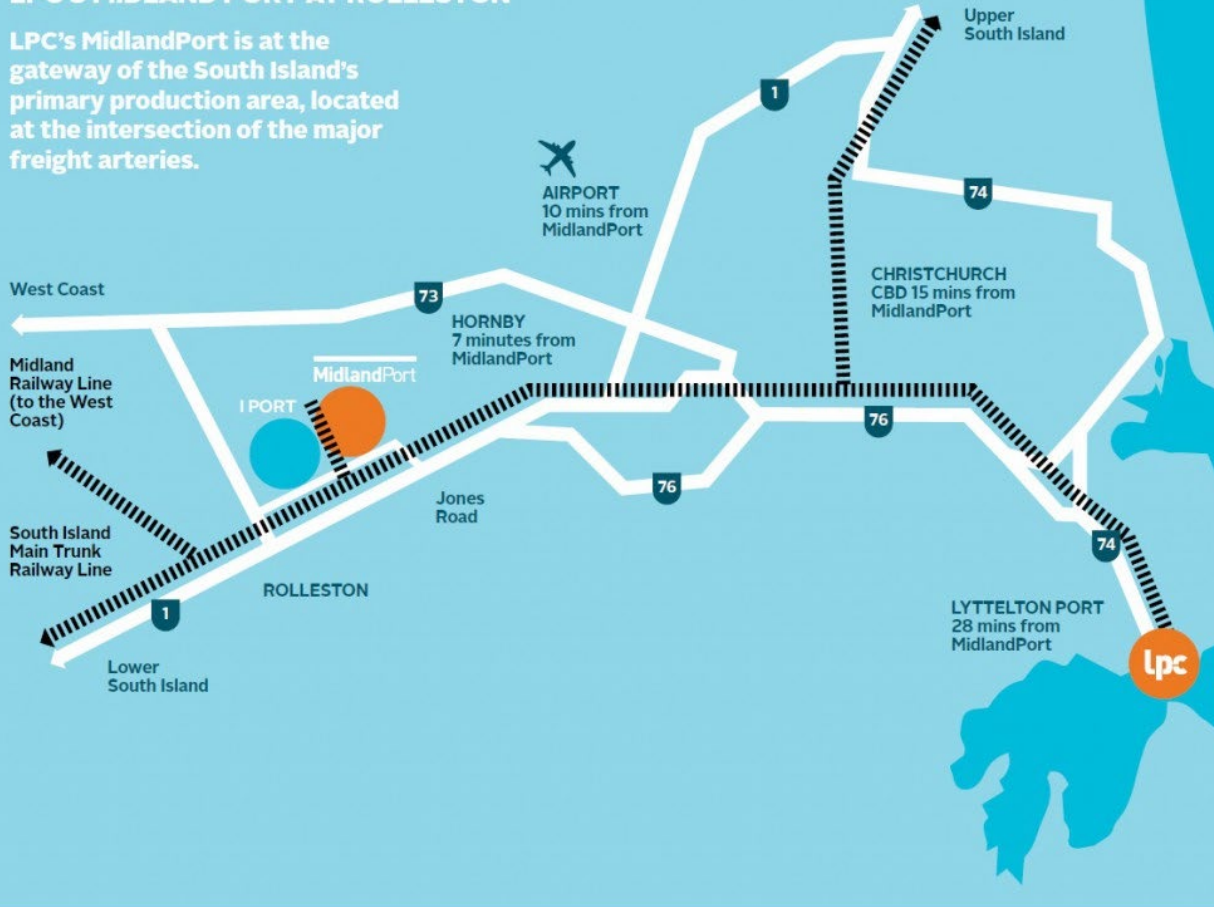 MIDLAND PORT AT ROLLESTON
LPC's MidlandPort is at the
gateway of the South Island's
primary production area, located
at the intersection of the major
freight arteries.
Upper
South Island
1
AIRPORT
10 mins from
MidlandPort
74
CHRISTCHURCH
CBD 15 mins from
MidlandPort
West Coast
73
HORNBY
7 minutes from
MidlandPort
Midland
Railway Line
(to the West
Coast)
MidlandPort
I PORT
76
76
Jones
Road
South Island
Main Trunk
Railway Line
74
ROLLESTON
1
LYTTELTON PORT
28 mins from
MidlandPort
lpc
Lower
South Island